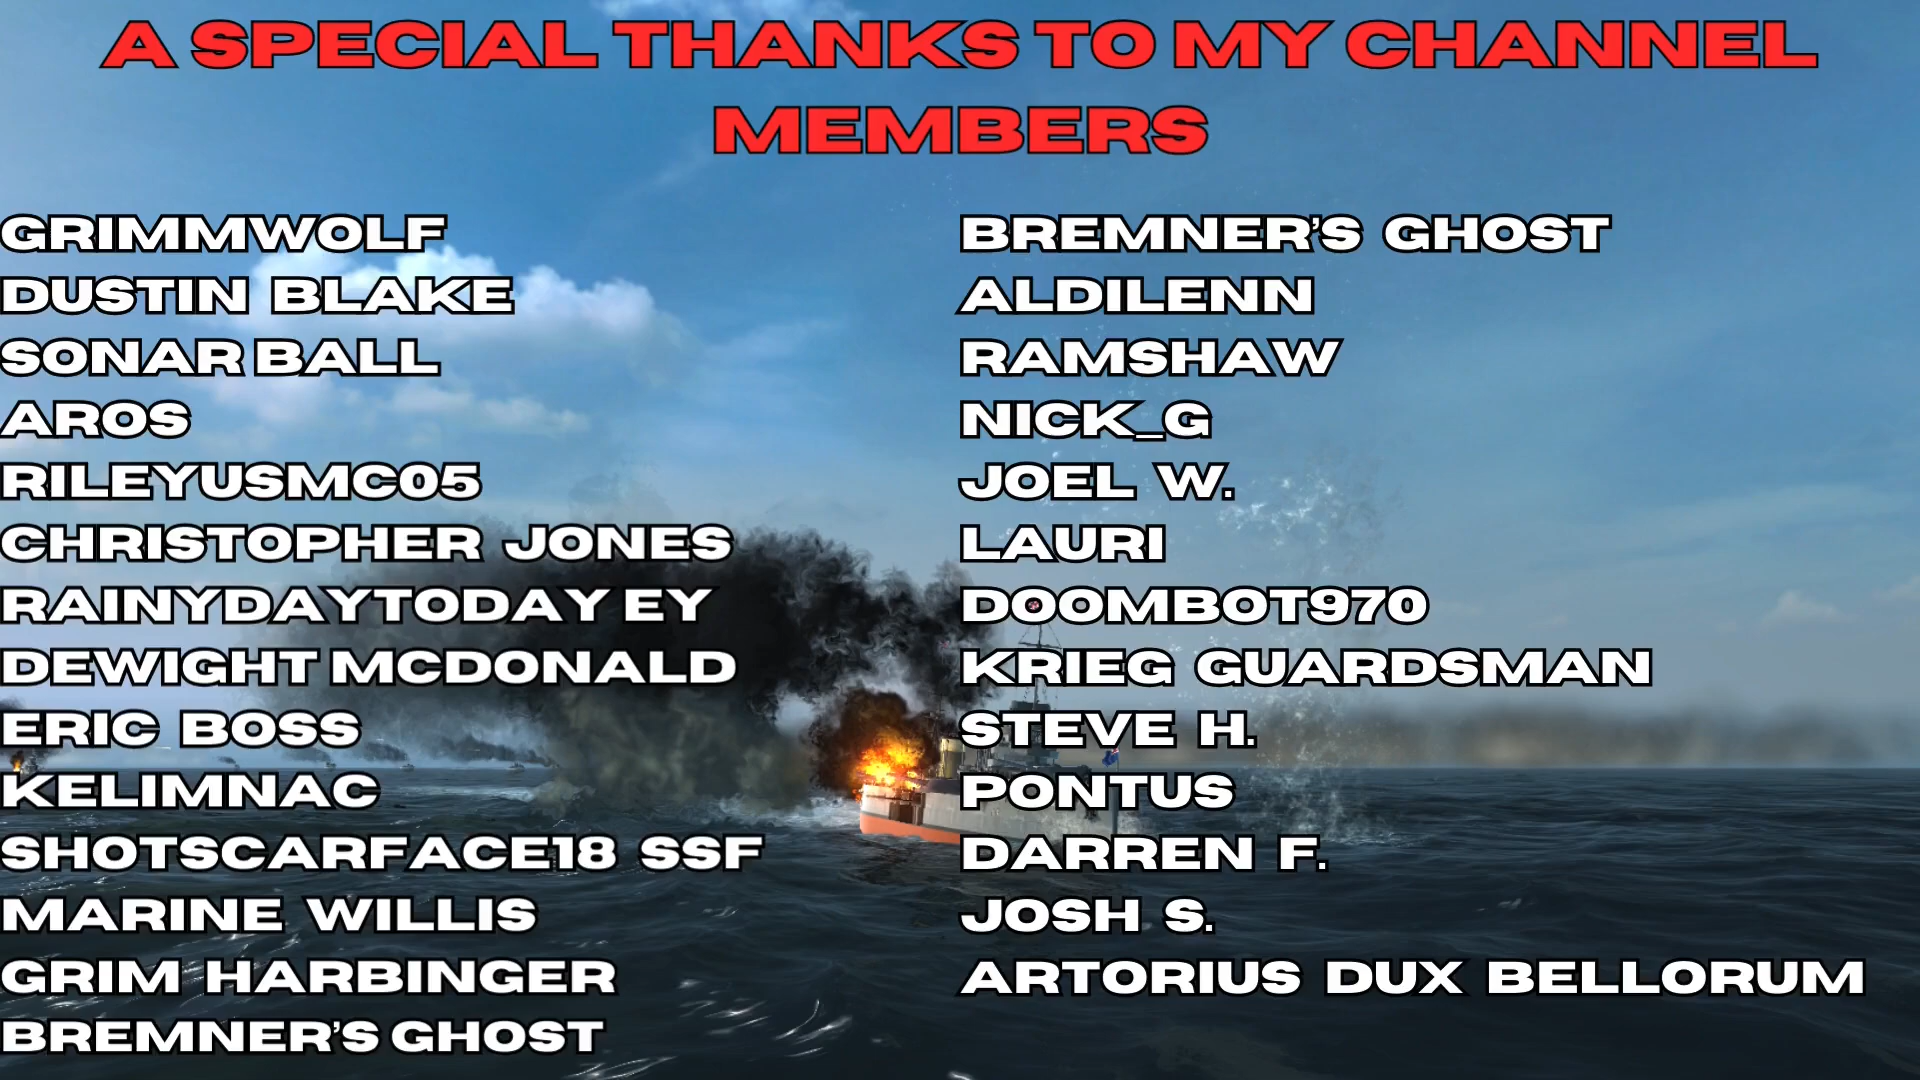 A SPECIAL THANKS TO MY CHANNEL
MEMBERS
GRIMMWOLF
DUSTIN BLAKE
SONAR BALL
AROS
RILEYUSMC05
CHRISTOPHER JONES
RAINYDAYTODAY EY
DEWIGHT MCDONALD
ERIC BOSS
KELIMNAC
SHOTSCARFACE18 SSF
MARINE WILLIS
GRIM HARBINGER
BREMNER'S GHOST
BREMNER'S GHOST
ALDILENN
RAMSHAW
NICK_G
JOEL W.
LAURI
DOOMBOT970
KRIEG GUARDSMAN
STEVE H.
PONTUS
DARREN F.
JOSH S.
ARTORIUS DUX BELLORUM